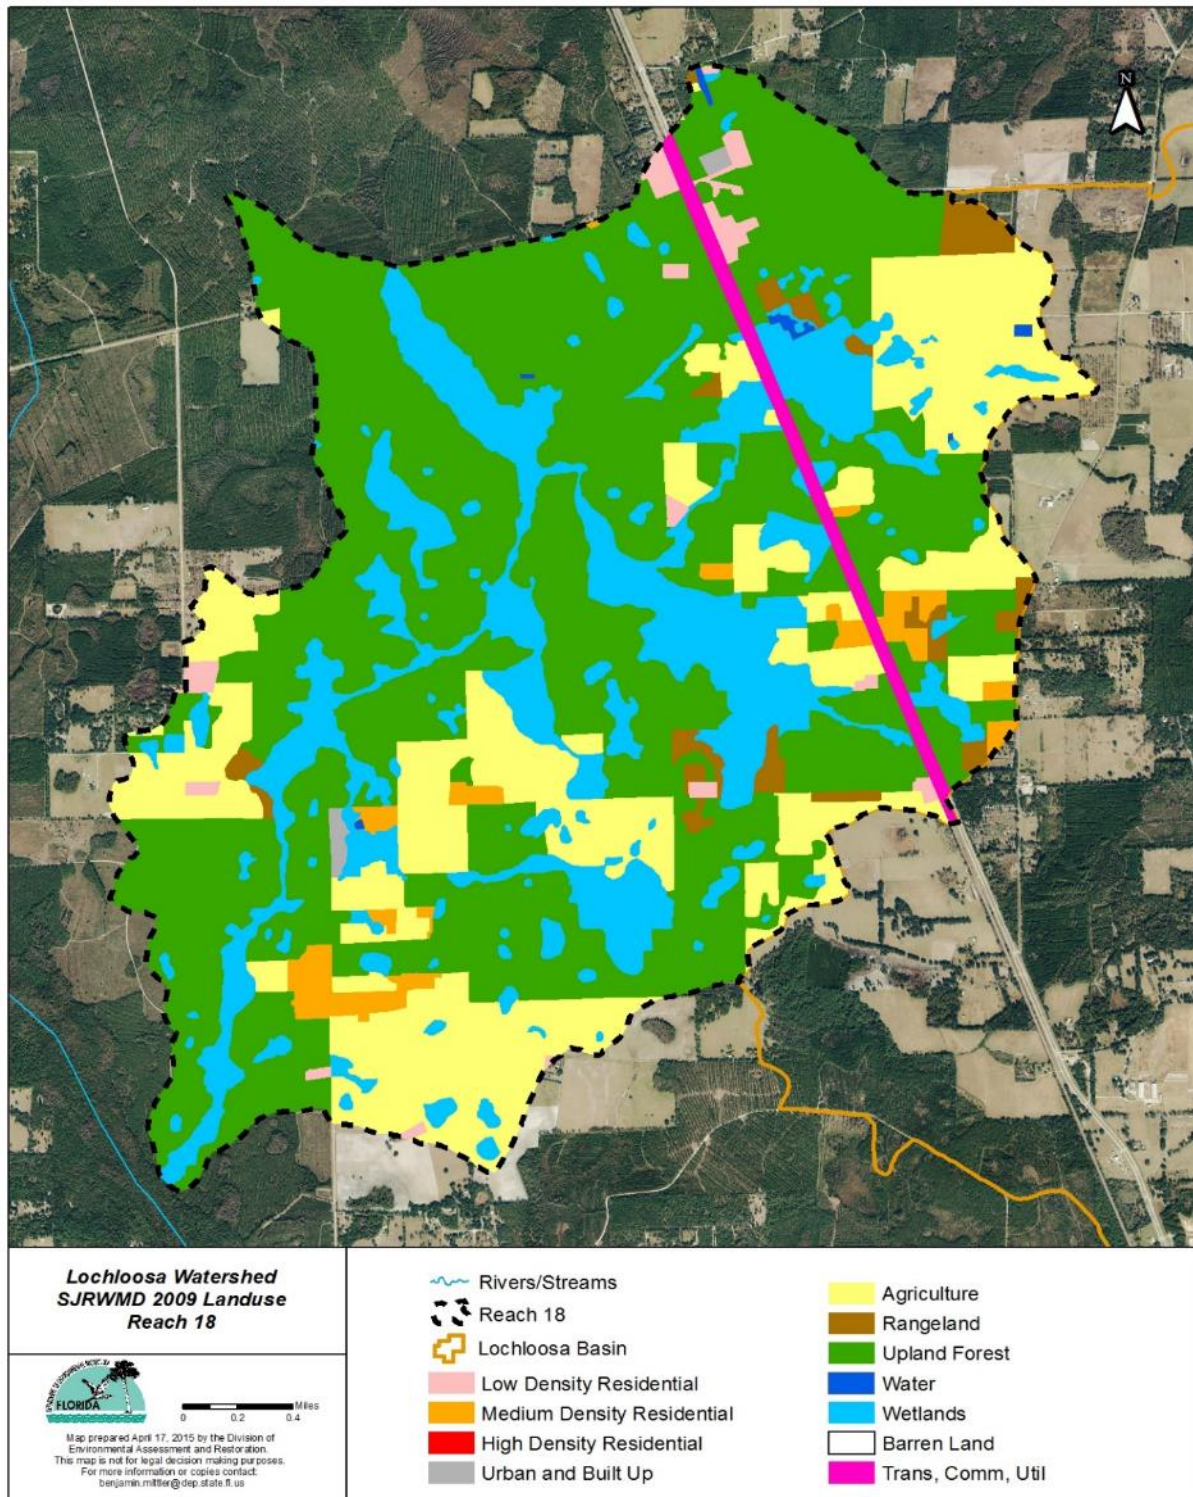 N
Lochloosa Watershed
SJRWMD 2009 Landuse
Reach 18
FLORIDA
Miles
0 0.2 0.4
Map prepared April 17, 2015 by the Division of
Environmental Assessment and Restoration.
This map is not for legal decision making purposes.
For more information or copies contact:
benjamin.mittler@dep.state.fl.us
Rivers/Streams
Reach 18
Lochloosa Basin
Low Density Residential
Medium Density Residential
High Density Residential
Urban and Built Up
Agriculture
Rangeland
Upland Forest
Water
Wetlands
Barren Land
Trans, Comm, Util